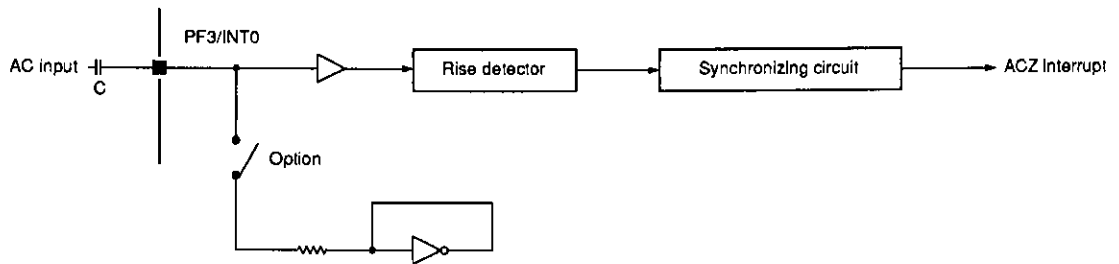 PF3/INT0
AC input
C
Rise detector
Synchronizing circuit
ACZ Interrupt
Option